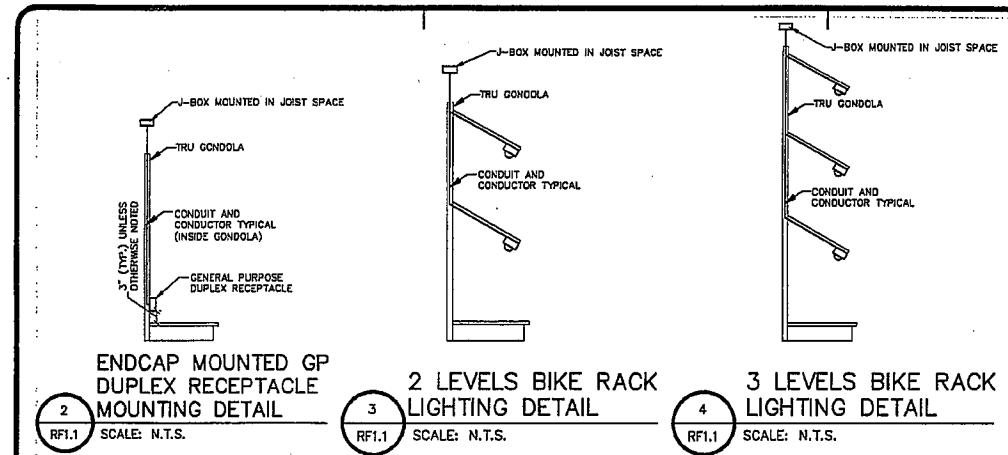 J-BOX MOUNTED IN JOIST SPACE
TRU GONDOLA
CONDUIT AND
CONDUCTOR TYPICAL
(INSIDE GONDOLA)
3" (TYP.) UNLESS
OTHERWISE NOTED
GENERAL PURPOSE
DUPLEX RECEPTACLE
ENDCAP MOUNTED GP
DUPLEX RECEPTACLE
MOUNTING DETAIL
2
RF1.1
SCALE: N.T.S.
J-BOX MOUNTED IN JOIST SPACE
TRU GONDOLA
CONDUIT AND
CONDUCTOR TYPICAL
2 LEVELS BIKE RACK
LIGHTING DETAIL
3
RF1.1
SCALE: N.T.S.
J-BOX MOUNTED IN JOIST SPACE
TRU GONDOLA
CONDUIT AND
CONDUCTOR TYPICAL
3 LEVELS BIKE RACK
LIGHTING DETAIL
4
RF1.1
SCALE: N.T.S.